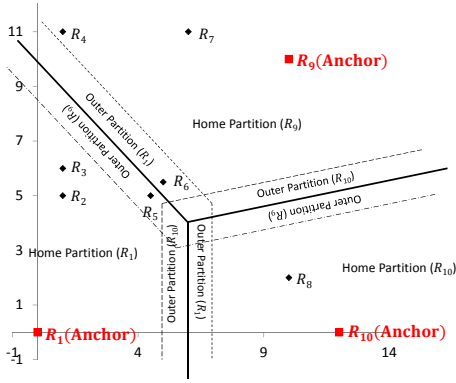 11
R₄
R₇
R₉(Anchor)
9
Outer Partition (R₁)
Outer Partition (R₉)
Home Partition (R₉)
7
R₃
R₆
Outer Partition (R₁₀)
Outer Partition (R₉)
5
R₂
R₅
3
Home Partition (R₁)
Outer Partition (R₁₀)
Outer Partition (R₁)
Home Partition (R₁₀)
R₈
1
R₁(Anchor)
R₁₀(Anchor)
-1
4
9
14
-1